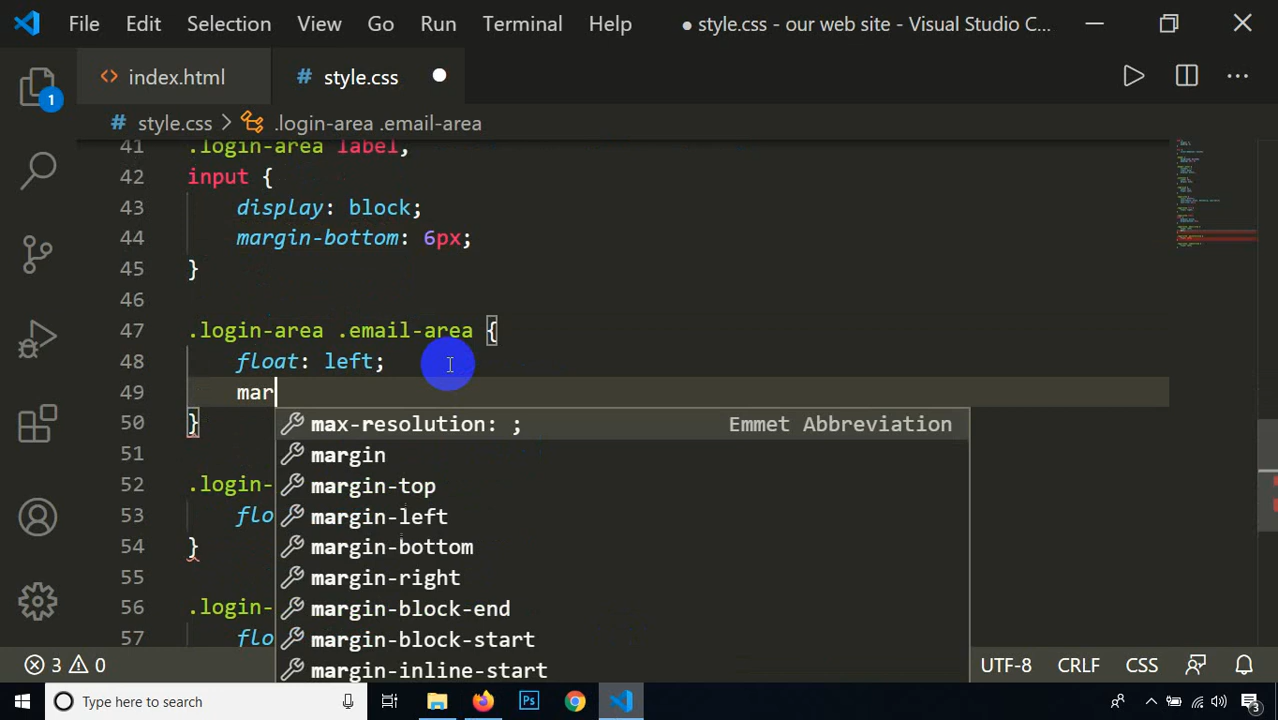 File Edit Selection View Go Run Terminal Help ● style.css - our web site - Visual Studio C...
<> index.html # style.css ●
# style.css > .login-area .email-area
1
41 .login-area label,
42 input {
43 display: block;
44 margin-bottom: 6px;
45 }
46
47 .login-area .email-area {
48 float: left;
49 mar
50 }
max-resolution: ; Emmet Abbreviation
51
margin
52 .login-
margin-top
53 flo
margin-left
54 }
margin-bottom
55
margin-right
56 .login-
margin-block-end
57 flo
margin-block-start
margin-inline-start
3 0 UTF-8 CRLF CSS
Type here to search
Ps
3